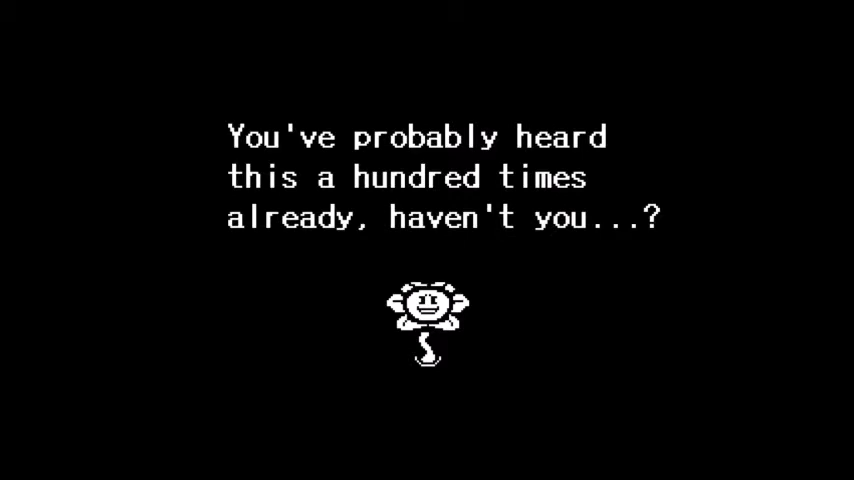 You've probably heard
this a hundred times
already, haven't you...?